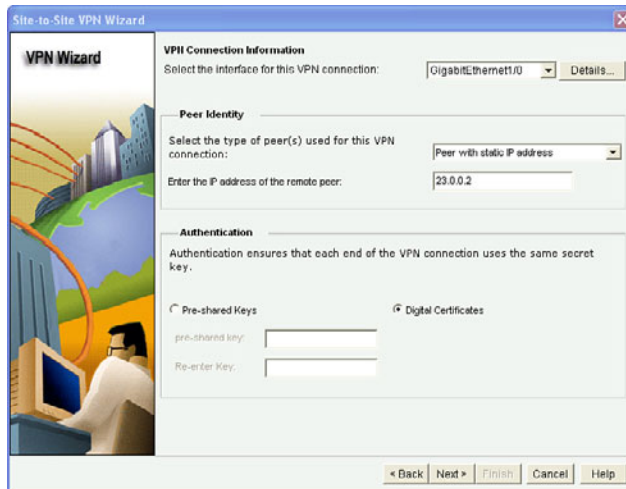 Site-to-Site VPN Wizard
VPN Wizard
VPN Connection Information
Select the interface for this VPN connection:
GigabitEthernet1/0
Details...
Peer Identity
Select the type of peer(s) used for this VPN
connection:
Peer with static IP address
Enter the IP address of the remote peer:
23.0.0.2
Authentication
Authentication ensures that each end of the VPN connection uses the same secret
key.
Pre-shared Keys
Digital Certificates
pre-shared key:
Re-enter Key:
< Back
Next >
Finish
Cancel
Help